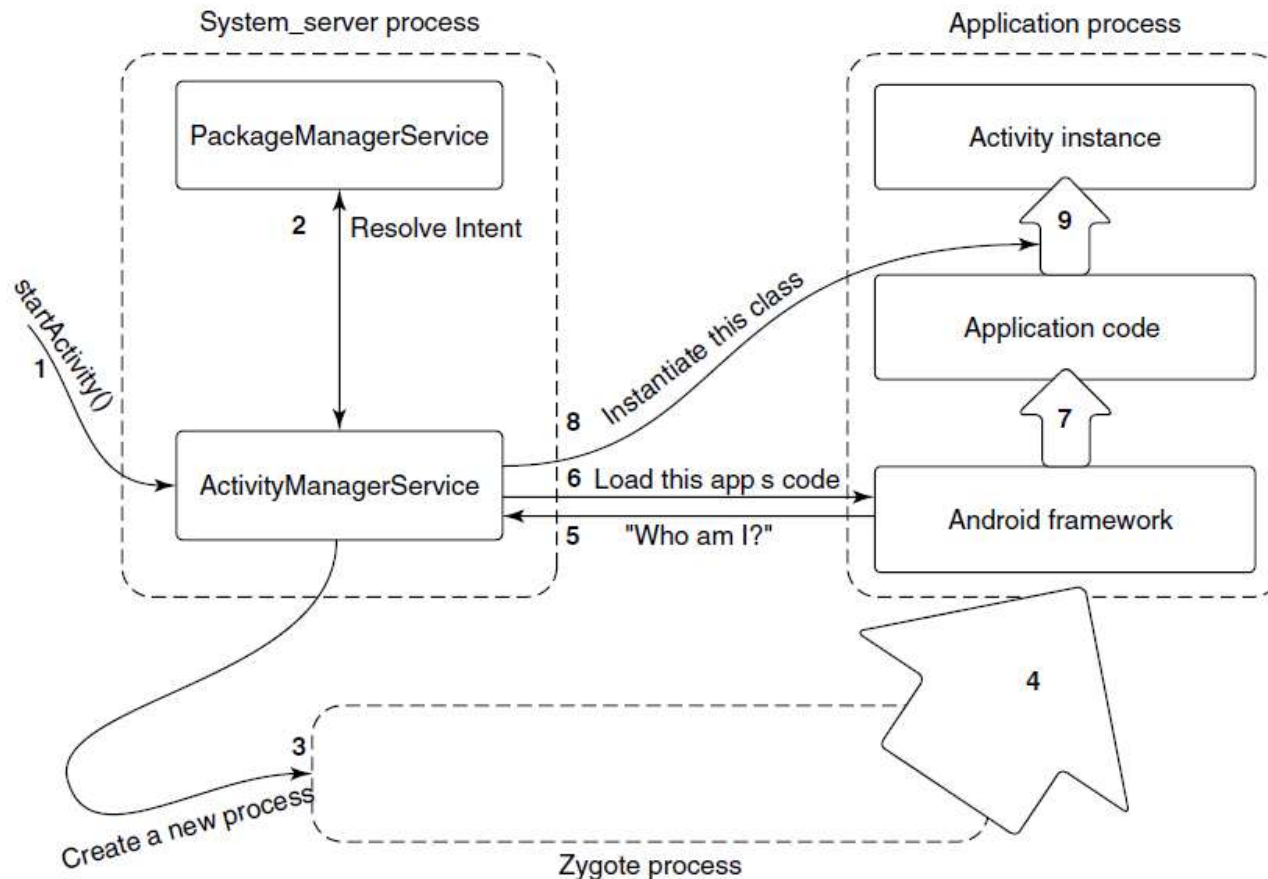 System_server process
Application process
PackageManagerService
Activity instance
2
Resolve Intent
9
startActivity()
1
Instantiate this class
Application code
8
7
ActivityManagerService
6
Load this app s code
Android framework
5
"Who am I?"
4
3
Create a new process
Zygote process